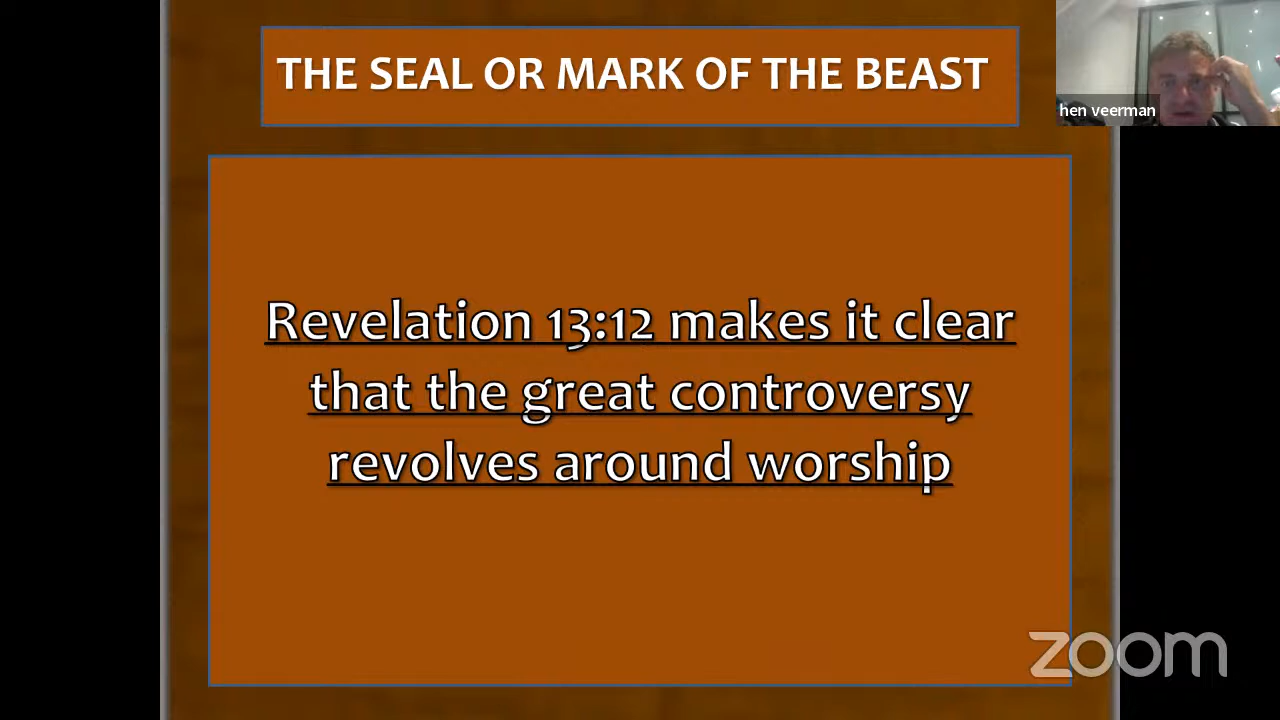 THE SEAL OR MARK OF THE BEAST
hen veerman
Revelation 13:12 makes it clear
that the great controversy
revolves around worship
zoom